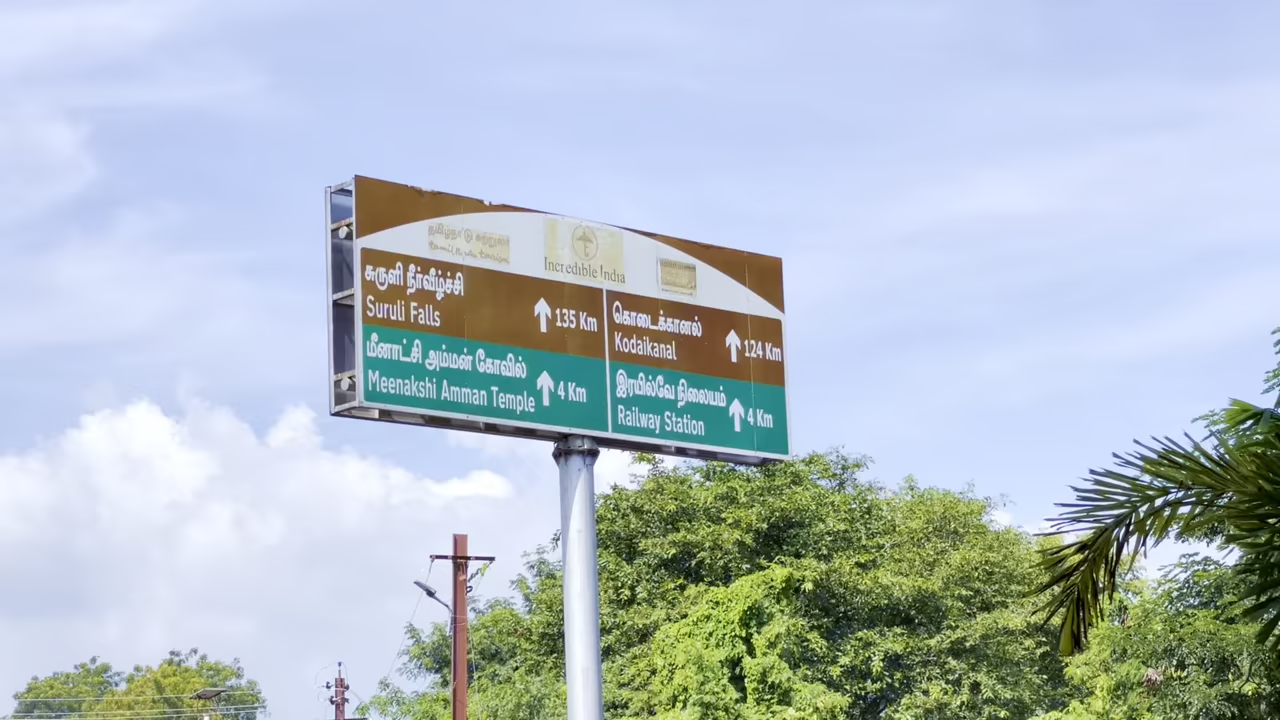 தமிழ்நாடு சுற்றுலா
Incredible India
சுருளி நீர்வீழ்ச்சி
Suruli Falls
135 Km
மீனாட்சி அம்மன் கோவில்
Meenakshi Amman Temple
4 Km
கொடைக்கானல்
Kodaikanal
124 Km
இரயில்வே நிலையம்
Railway Station
4 Km